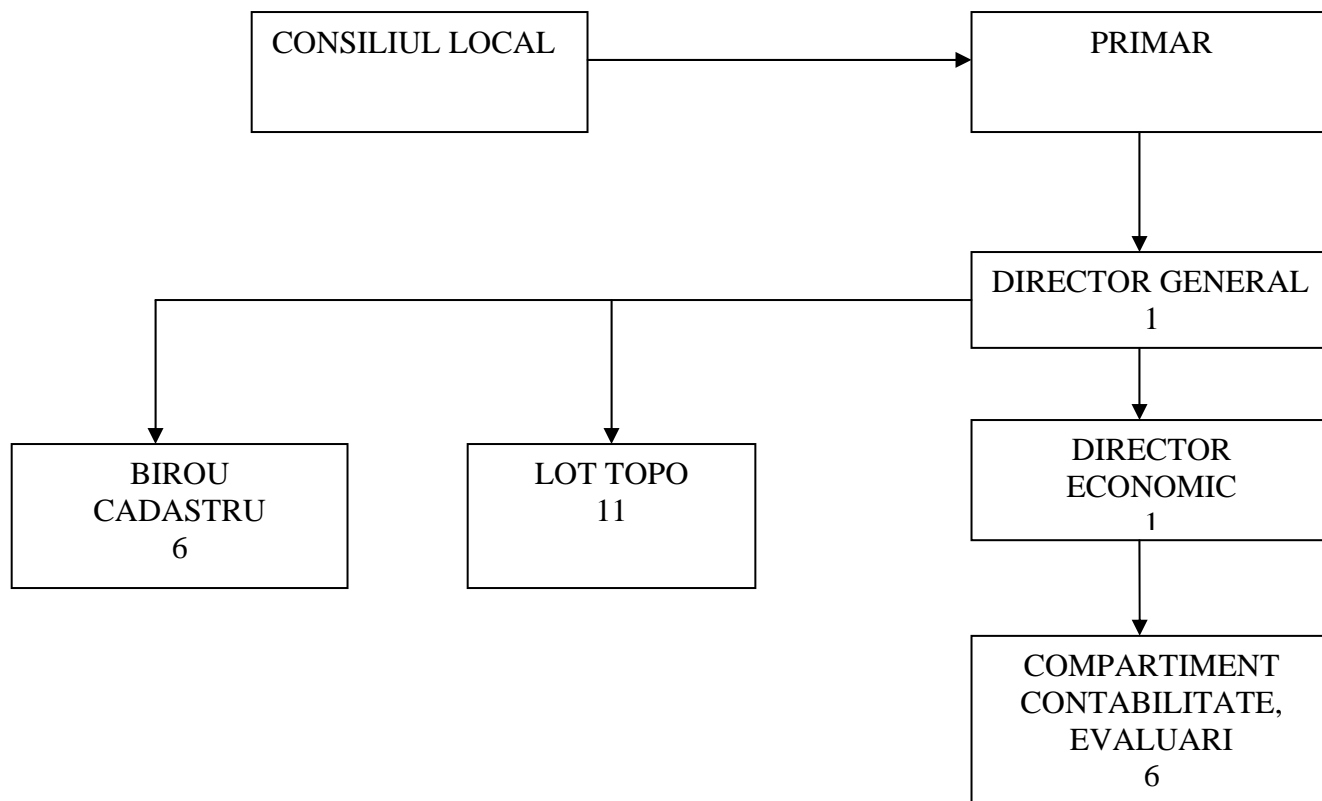 CONSILIUL LOCAL
PRIMAR
DIRECTOR GENERAL
1
BIROU
CADASTRU
6
LOT TOPO
11
DIRECTOR
ECONOMIC
1
COMPARTIMENT
CONTABILITATE,
EVALUARI
6